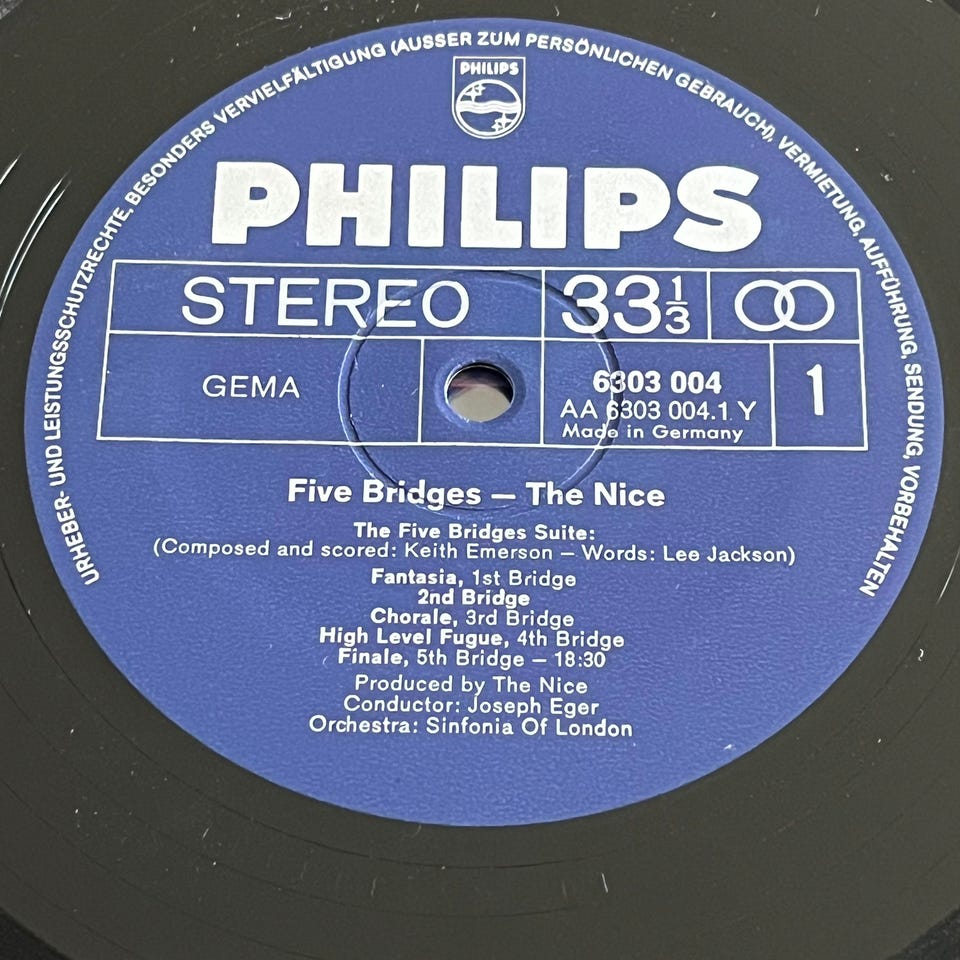 URHEBER- UND LEISTUNGSSCHUTZRECHTE, BESONDERS VERVIELFÄLTIGUNG (AUSSER ZUM PERSÖNLICHEN GEBRAUCH), VERMIETUNG, AUFFÜHRUNG, SENDUNG, VORBEHALTEN
PHILIPS
PHILIPS
STEREO 33 1/3
GEMA 6303 004 1
AA 6303 004.1 Y
Made in Germany
Five Bridges – The Nice
The Five Bridges Suite:
(Composed and scored: Keith Emerson – Words: Lee Jackson)
Fantasia, 1st Bridge
2nd Bridge
Chorale, 3rd Bridge
High Level Fugue, 4th Bridge
Finale, 5th Bridge – 18:30
Produced by The Nice
Conductor: Joseph Eger
Orchestra: Sinfonia Of London